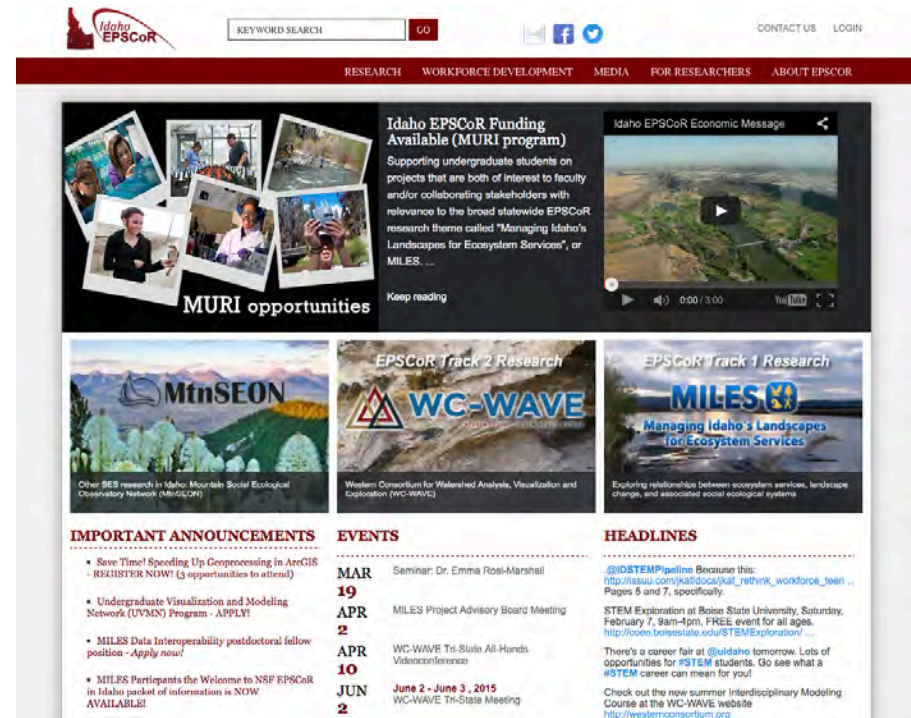 Idaho
EPSCoR
KEYWORD SEARCH
GO
CONTACT US LOGIN
RESEARCH WORKFORCE DEVELOPMENT MEDIA FOR RESEARCHERS ABOUT EPSCOR
MURI opportunities
Idaho EPSCoR Funding
Available (MURI program)
Supporting undergraduate students on
projects that are both of interest to faculty
and/or collaborating stakeholders with
relevance to the broad statewide EPSCoR
research theme called "Managing Idaho's
Landscapes for Ecosystem Services", or
MILES. ...
Keep reading
Idaho EPSCoR Economic Message
0:00 / 3:00
YouTube
MtnSEON
Other SES research in Idaho: Mountain Social Ecological
Observatory Network (MtnSEON)
EPSCoR Track 2 Research
WC-WAVE
Western Consortium for Watershed Analysis, Visualization and
Exploration (WC-WAVE)
EPSCoR Track 1 Research
MILES
Managing Idaho's Landscapes
for Ecosystem Services
Exploring relationships between ecosystem services, landscape
change, and associated social ecological systems
IMPORTANT ANNOUNCEMENTS
Save Time! Speeding Up Geoprocessing in ArcGIS
- REGISTER NOW! (3 opportunities to attend)
Undergraduate Visualization and Modeling
Network (UVMN) Program - APPLY!
MILES Data Interoperability postdoctoral fellow
position - Apply now!
MILES Participants the Welcome to NSF EPSCoR
in Idaho packet of information is NOW
AVAILABLE!
EVENTS
MAR
19
Seminar: Dr. Emma Rosi-Marshall
APR
2
MILES Project Advisory Board Meeting
APR
10
WC-WAVE Tri-State All-Hands
Videoconference
JUN
2
June 2 - June 3 , 2015
WC-WAVE Tri-State Meeting
HEADLINES
.@IDSTEMPipeline Because this:
http://issuu.com/jkaf/docs/jkaf_rethink_workforce_teen ...
Pages 5 and 7, specifically.
STEM Exploration at Boise State University, Saturday,
February 7, 9am-4pm, FREE event for all ages.
http://coen.boisestate.edu/STEMExploration/ ...
There's a career fair at @uidaho tomorrow. Lots of
opportunities for #STEM students. Go see what a
#STEM career can mean for you!
Check out the new summer Interdisciplinary Modeling
Course at the WC-WAVE website
http://westernconsortium.org